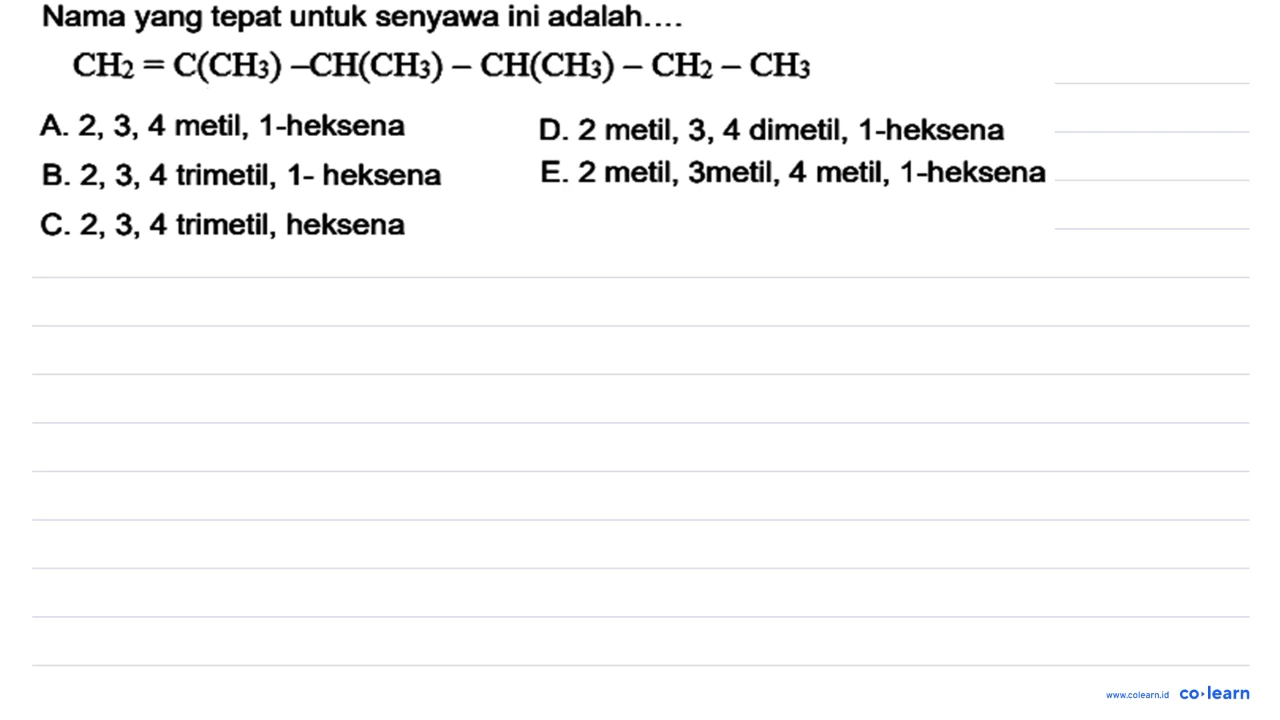 Nama yang tepat untuk senyawa ini adalah....
CH₂ = C(CH₃) –CH(CH₃) – CH(CH₃) – CH₂ – CH₃
A. 2, 3, 4 metil, 1-heksena
B. 2, 3, 4 trimetil, 1- heksena
C. 2, 3, 4 trimetil, heksena
D. 2 metil, 3, 4 dimetil, 1-heksena
E. 2 metil, 3metil, 4 metil, 1-heksena
www.colearn.id co·learn